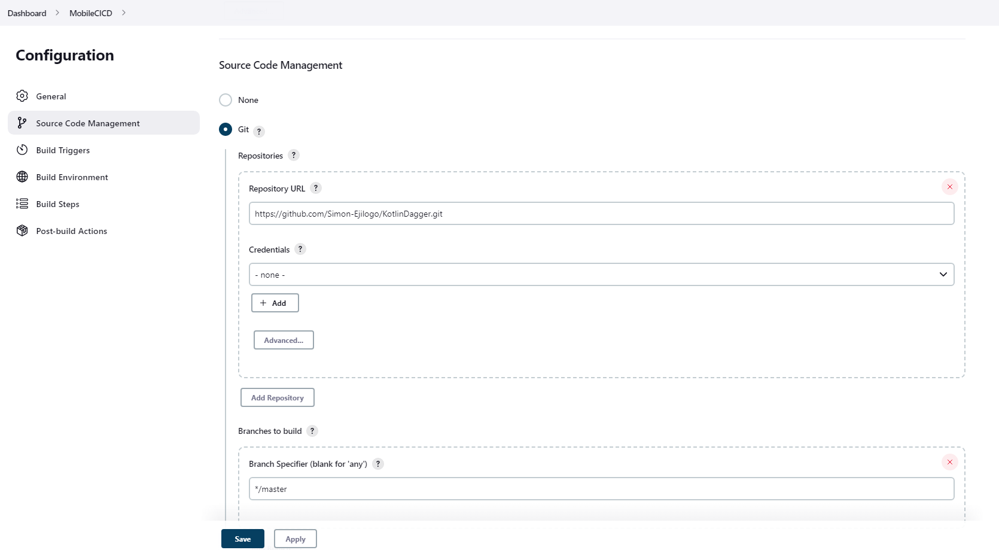 Dashboard > MobileCICD >
Configuration
General
Source Code Management
Build Triggers
Build Environment
Build Steps
Post-build Actions
Source Code Management
None
Git ?
Repositories ?
Repository URL ?
https://github.com/Simon-Ejilogo/KotlinDagger.git
Credentials ?
- none -
+ Add
Advanced...
Add Repository
Branches to build ?
Branch Specifier (blank for 'any') ?
*/master
Save Apply